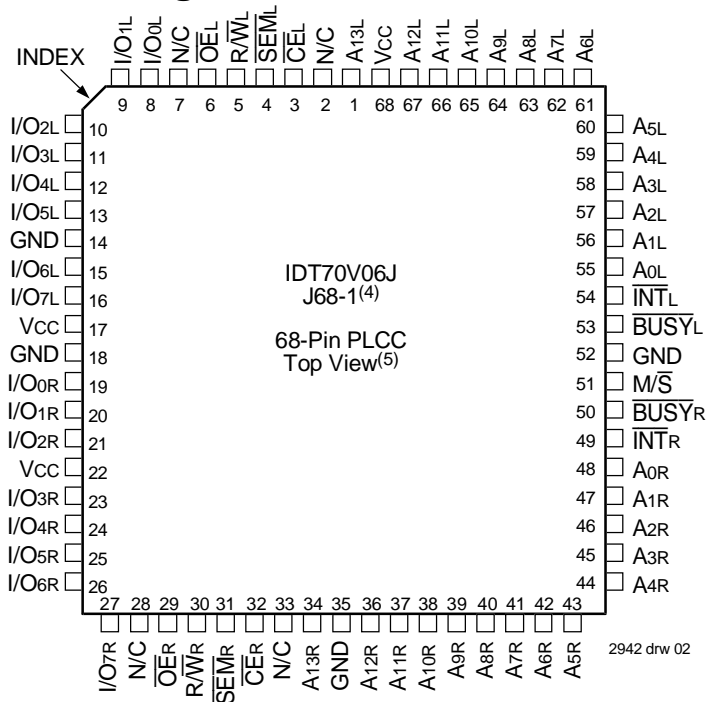 INDEX
I/O1L I/O0L N/C OEL R/WL SEML CEL N/C A13L VCC A12L A11L A10L A9L A8L A7L A6L
9 8 7 6 5 4 3 2 1 68 67 66 65 64 63 62 61
I/O2L 10 60 A5L
I/O3L 11 59 A4L
I/O4L 12 58 A3L
I/O5L 13 57 A2L
GND 14 56 A1L
I/O6L 15 55 A0L
I/O7L 16 54 INTL
VCC 17 53 BUSYL
GND 18 52 GND
I/O0R 19 51 M/S
I/O1R 20 50 BUSYR
I/O2R 21 49 INTR
VCC 22 48 A0R
I/O3R 23 47 A1R
I/O4R 24 46 A2R
I/O5R 25 45 A3R
I/O6R 26 44 A4R
IDT70V06J
J68-1(4)
68-Pin PLCC
Top View(5)
27 28 29 30 31 32 33 34 35 36 37 38 39 40 41 42 43
I/O7R N/C OER R/WR SEMR CER N/C A13R GND A12R A11R A10R A9R A8R A7R A6R A5R
2942 drw 02